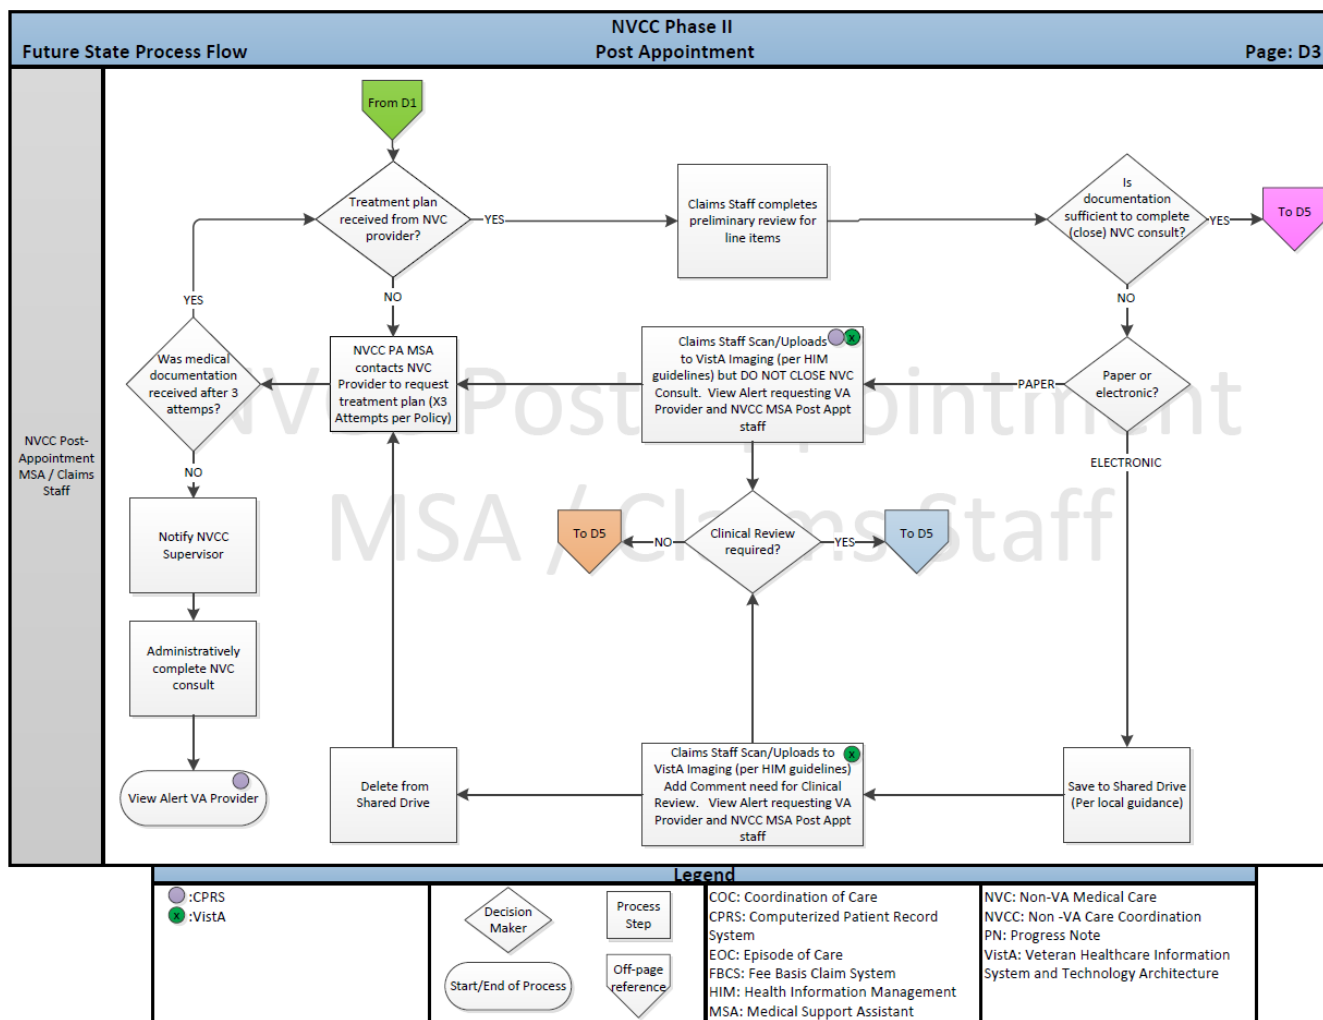 NVCC Phase II
Future State Process Flow
Post Appointment
Page: D3
NVCC Post-
Appointment
MSA / Claims
Staff
NVCC Post Appointment
MSA / Claims Staff
From D1
Treatment plan
received from NVC
provider?
YES
Claims Staff completes
preliminary review for
line items
Is
documentation
sufficient to complete
(close) NVC consult?
YES
To D5
NO
NO
YES
Was medical
documentation
received after 3
attemps?
NVCC PA MSA
contacts NVC
Provider to request
treatment plan (X3
Attempts per Policy)
Claims Staff Scan/Uploads
to VistA Imaging (per HIM
guidelines) but DO NOT CLOSE NVC
Consult.  View Alert requesting VA
Provider and NVCC MSA Post Appt
staff
x
PAPER
Paper or
electronic?
NO
ELECTRONIC
Notify NVCC
Supervisor
To D5
NO
Clinical Review
required?
YES
To D5
Administratively
complete NVC
consult
View Alert VA Provider
Delete from
Shared Drive
Claims Staff Scan/Uploads to
VistA Imaging (per HIM guidelines)
Add Comment need for Clinical
Review.   View Alert requesting VA
Provider and NVCC MSA Post Appt
staff
x
Save to Shared Drive
(Per local guidance)
Legend
:CPRS
x :VistA
Decision
Maker
Process
Step
Start/End of Process
Off-page
reference
COC: Coordination of Care
CPRS: Computerized Patient Record
System
EOC: Episode of Care
FBCS: Fee Basis Claim System
HIM: Health Information Management
MSA: Medical Support Assistant
NVC: Non-VA Medical Care
NVCC: Non -VA Care Coordination
PN: Progress Note
VistA: Veteran Healthcare Information
System and Technology Architecture